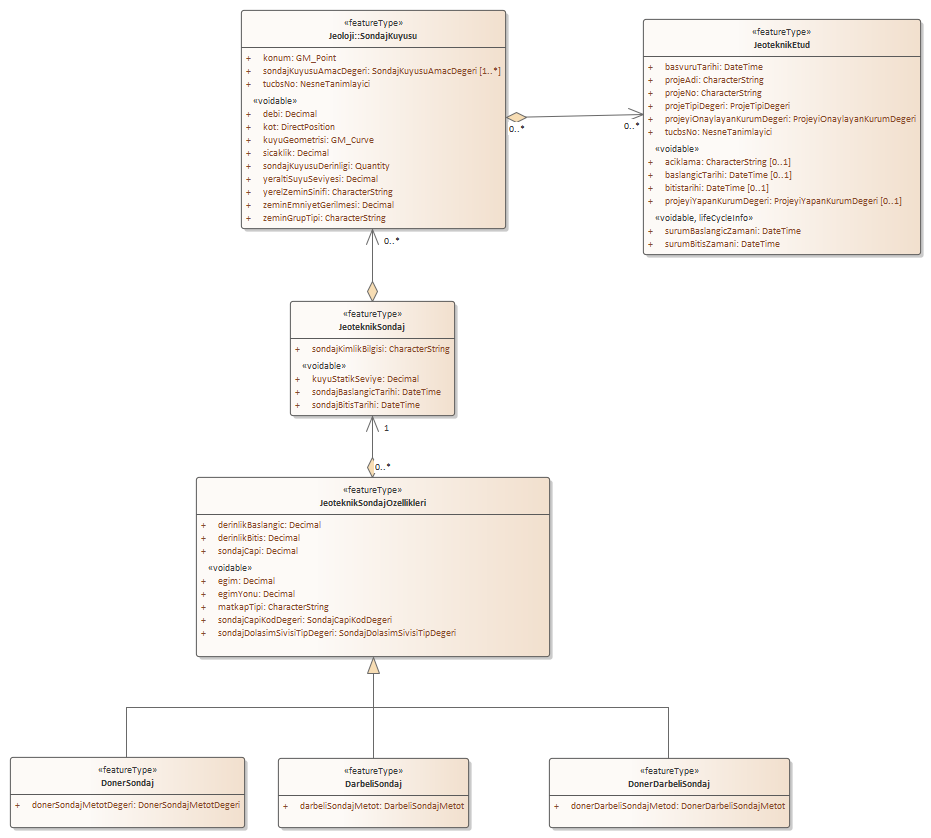 «featureType»
Jeoloji::SondajKuyusu
+ konum: GM_Point
+ sondajKuyusuAmacDegeri: SondajKuyusuAmacDegeri [1..*]
+ tucbsNo: NesneTanimlayici
«voidable»
+ debi: Decimal
+ kot: DirectPosition
+ kuyuGeometrisi: GM_Curve
+ sicaklik: Decimal
+ sondajKuyusuDerinligi: Quantity
+ yeraltiSuyuSeviyesi: Decimal
+ yerelZeminSinifi: CharacterString
+ zeminEmniyetGerilmesi: Decimal
+ zeminGrupTipi: CharacterString
0..*
0..*
«featureType»
JeoteknikEtud
+ basvuruTarihi: DateTime
+ projeAdi: CharacterString
+ projeNo: CharacterString
+ projeTipiDegeri: ProjeTipiDegeri
+ projeyiOnaylayanKurumDegeri: ProjeyiOnaylayanKurumDegeri
+ tucbsNo: NesneTanimlayici
«voidable»
+ aciklama: CharacterString [0..1]
+ baslangicTarihi: DateTime [0..1]
+ bitistarihi: DateTime [0..1]
+ projeyiYapanKurumDegeri: ProjeyiYapanKurumDegeri [0..1]
«voidable, lifeCycleInfo»
+ surumBaslangicZamani: DateTime
+ surumBitisZamani: DateTime
0..*
«featureType»
JeoteknikSondaj
+ sondajKimlikBilgisi: CharacterString
«voidable»
+ kuyuStatikSeviye: Decimal
+ sondajBaslangicTarihi: DateTime
+ sondajBitisTarihi: DateTime
1
0..*
«featureType»
JeoteknikSondajOzellikleri
+ derinlikBaslangic: Decimal
+ derinlikBitis: Decimal
+ sondajCapi: Decimal
«voidable»
+ egim: Decimal
+ egimYonu: Decimal
+ matkapTipi: CharacterString
+ sondajCapiKodDegeri: SondajCapiKodDegeri
+ sondajDolasimSivisiTipDegeri: SondajDolasimSivisiTipDegeri
«featureType»
DonerSondaj
+ donerSondajMetotDegeri: DonerSondajMetotDegeri
«featureType»
DarbeliSondaj
+ darbeliSondajMetot: DarbeliSondajMetot
«featureType»
DonerDarbeliSondaj
+ donerDarbeliSondajMetod: DonerDarbeliSondajMetot